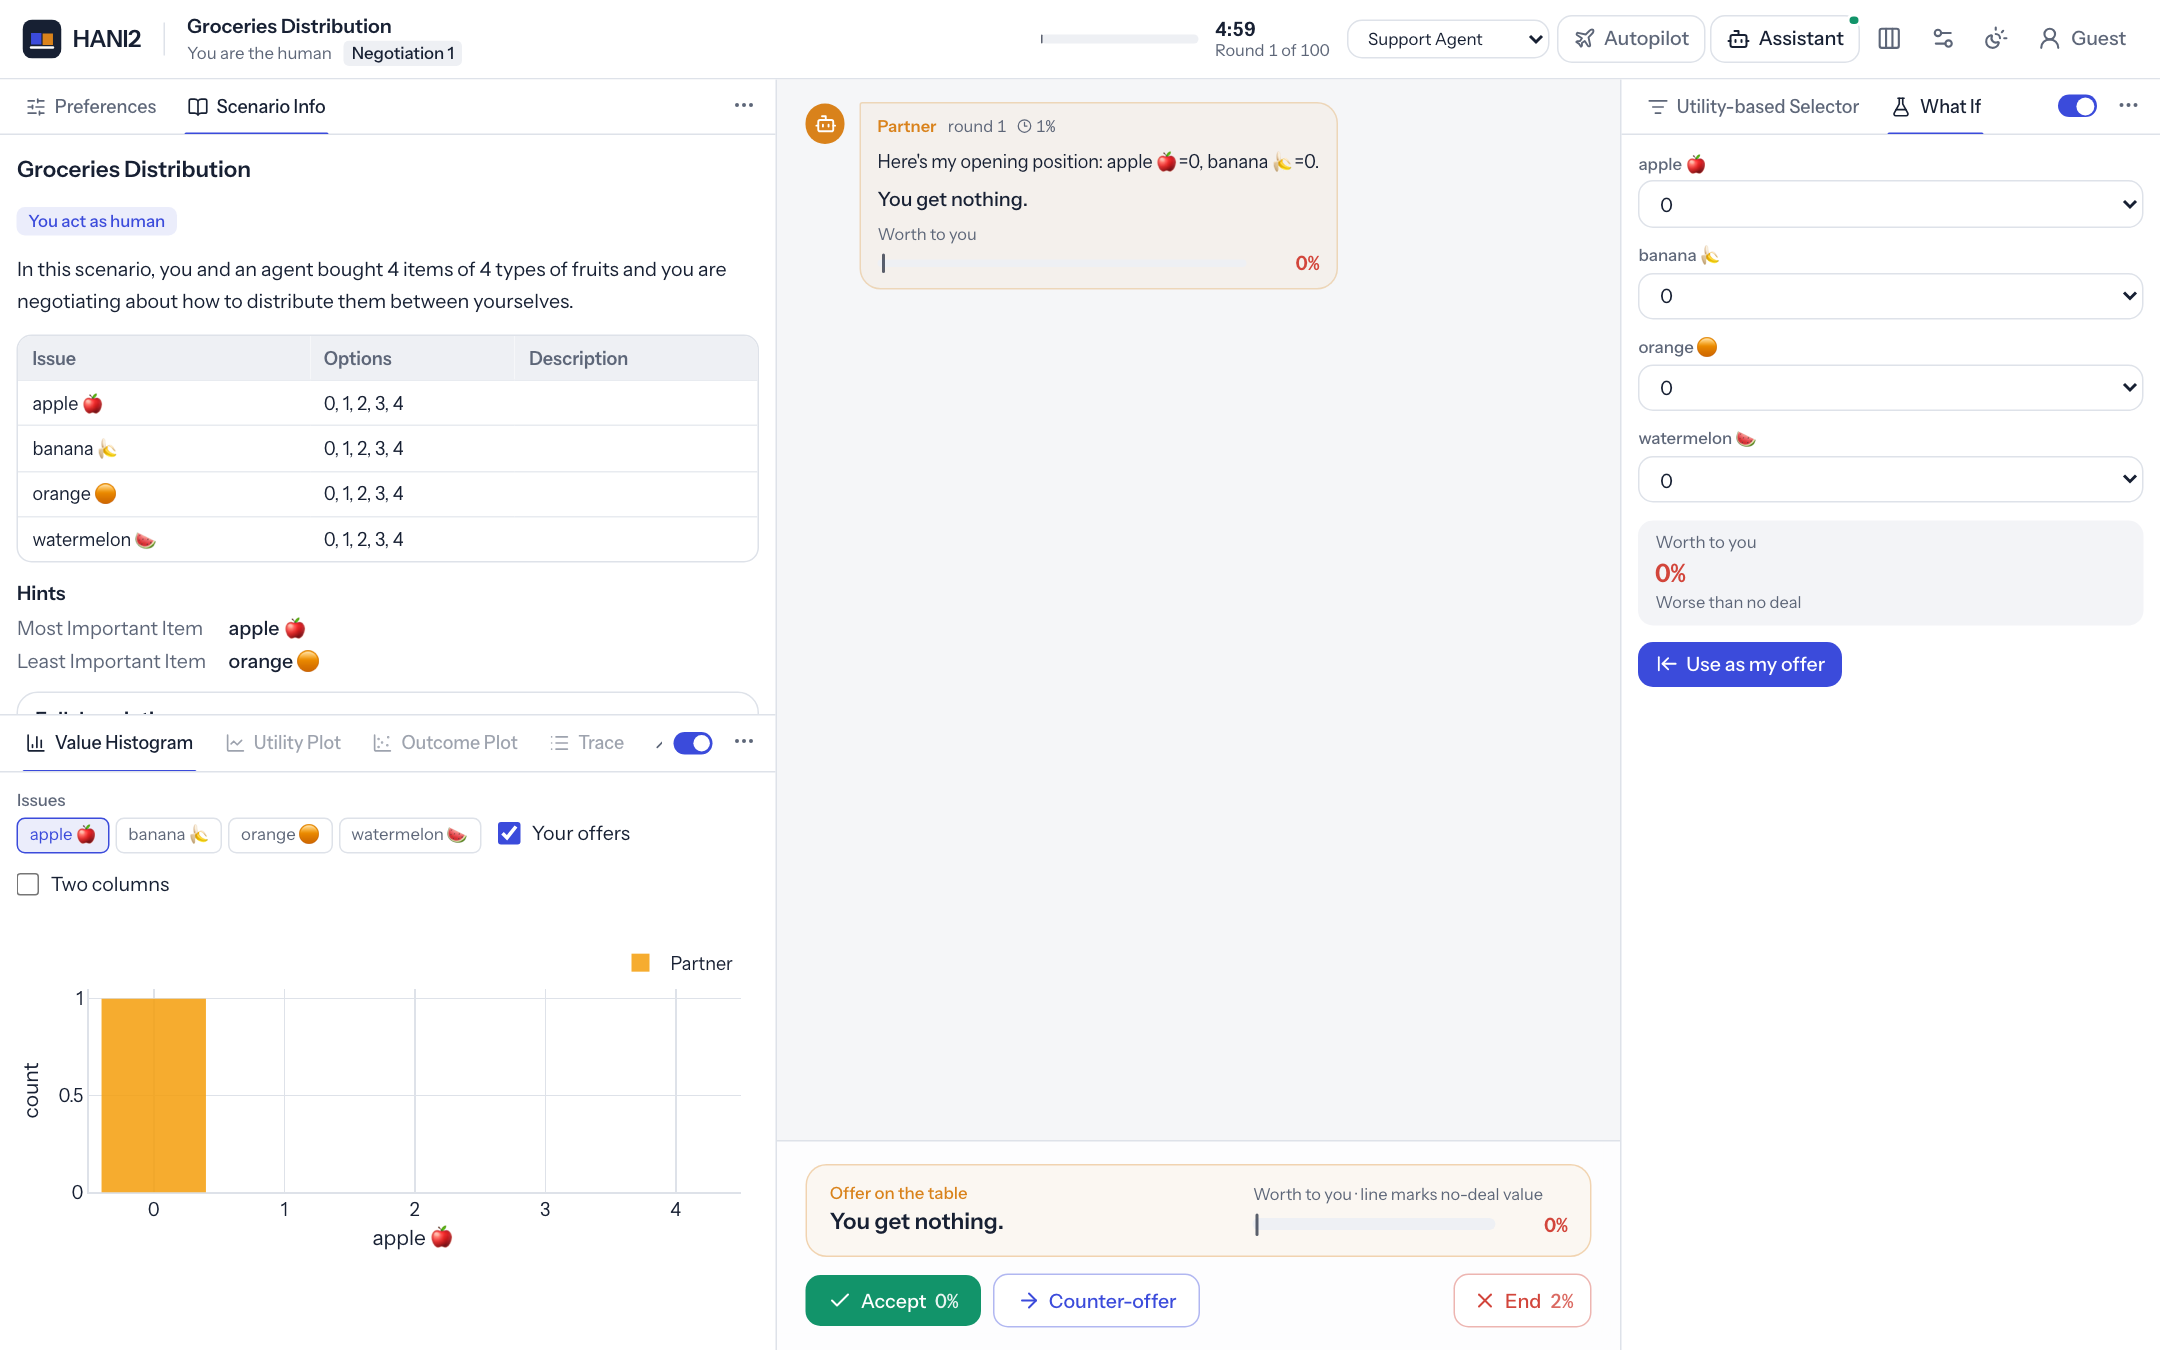 HANI2
Groceries Distribution
You are the human Negotiation 1
4:59
Round 1 of 100
Support Agent
Autopilot
Assistant
Guest
Preferences
Scenario Info
Groceries Distribution
You act as human
In this scenario, you and an agent bought 4 items of 4 types of fruits and you are
negotiating about how to distribute them between yourselves.
Issue Options Description
apple 🍎 0, 1, 2, 3, 4
banana 🍌 0, 1, 2, 3, 4
orange 🟠 0, 1, 2, 3, 4
watermelon 🍉 0, 1, 2, 3, 4
Hints
Most Important Item apple 🍎
Least Important Item orange 🟠
Value Histogram
Utility Plot
Outcome Plot
Trace
Issues
apple 🍎 banana 🍌 orange 🟠 watermelon 🍉 Your offers
Two columns
Partner
1
0.5
0
count
0 1 2 3 4
apple 🍎
Partner round 1 1%
Here's my opening position: apple 🍎=0, banana 🍌=0.
You get nothing.
Worth to you
0%
Offer on the table
You get nothing.
Worth to you · line marks no-deal value
0%
Accept 0%
Counter-offer
End 2%
Utility-based Selector
What If
apple 🍎
0
banana 🍌
0
orange 🟠
0
watermelon 🍉
0
Worth to you
0%
Worse than no deal
Use as my offer